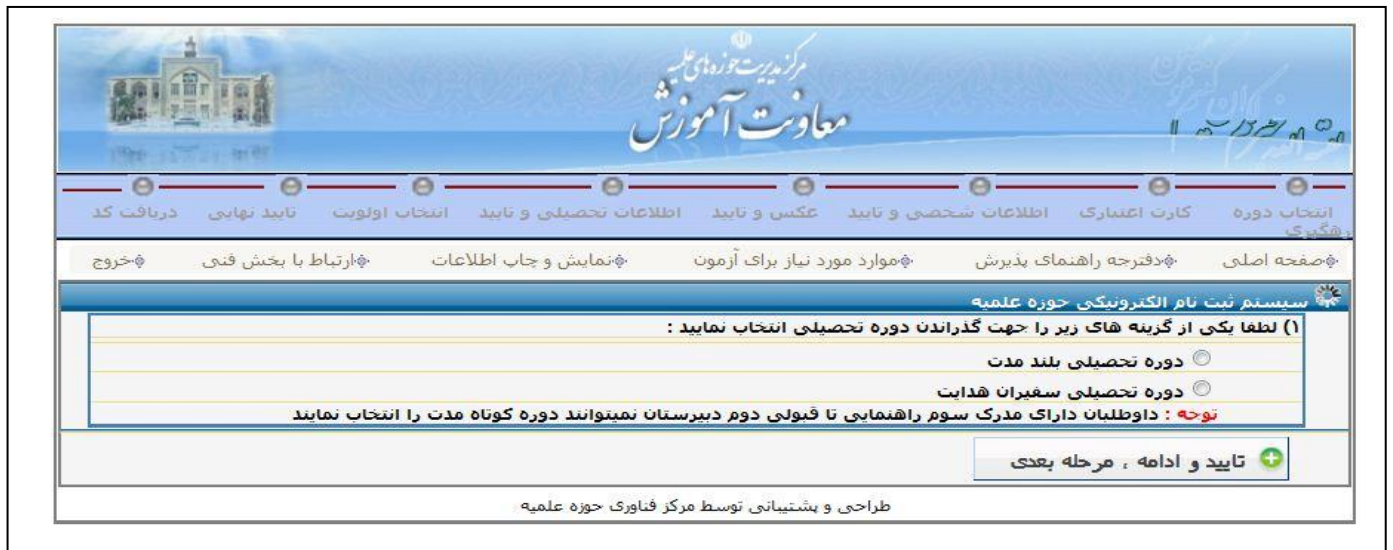 مرکز مدیریت حوزه های علمیه
معاونت آموزش
انتخاب دوره کارت اعتباری اطلاعات شخصی و تایید عکس و تایید اطلاعات تحصیلی و تایید انتخاب اولویت تایید نهایی دریافت کد
رهگیری
صفحه اصلی دفترچه راهنمای پذیرش موارد مورد نیاز برای آزمون نمایش و چاپ اطلاعات ارتباط با بخش فنی خروج
سیستم ثبت نام الکترونیکی حوزه علمیه
۱) لطفا یکی از گزینه های زیر را جهت گذراندن دوره تحصیلی انتخاب نمایید :
دوره تحصیلی بلند مدت
دوره تحصیلی سفیران هدایت
توجه : داوطلبان دارای مدرک سوم راهنمایی تا قبولی دوم دبیرستان نمیتوانند دوره کوتاه مدت را انتخاب نمایند
تایید و ادامه , مرحله بعدی
طراحی و پشتیبانی توسط مرکز فناوری حوزه علمیه